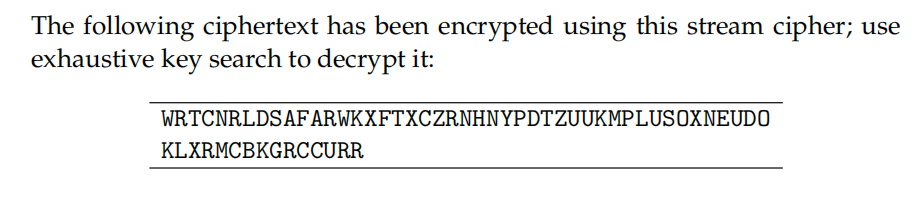 The following ciphertext has been encrypted using this stream cipher; use
exhaustive key search to decrypt it:
WRTCNRLDSAFARWKXFTXCZRNHNYPDTZUUKMPLUSOXNEUDO
KLXRMCBKGRCCURR